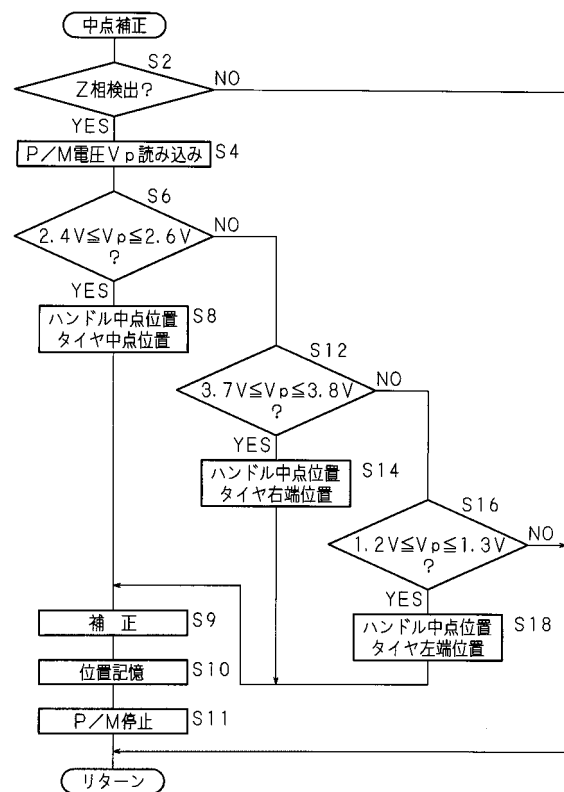 中点補正
S2
Z相検出?
NO
YES
P/M電圧Vp読み込み
S4
S6
2.4V≦Vp≦2.6V
?
NO
YES
ハンドル中点位置
タイヤ中点位置
S8
S12
3.7V≦Vp≦3.8V
?
NO
YES
ハンドル中点位置
タイヤ右端位置
S14
S16
1.2V≦Vp≦1.3V
?
NO
YES
ハンドル中点位置
タイヤ左端位置
S18
補 正
S9
位置記憶
S10
P/M停止
S11
リターン